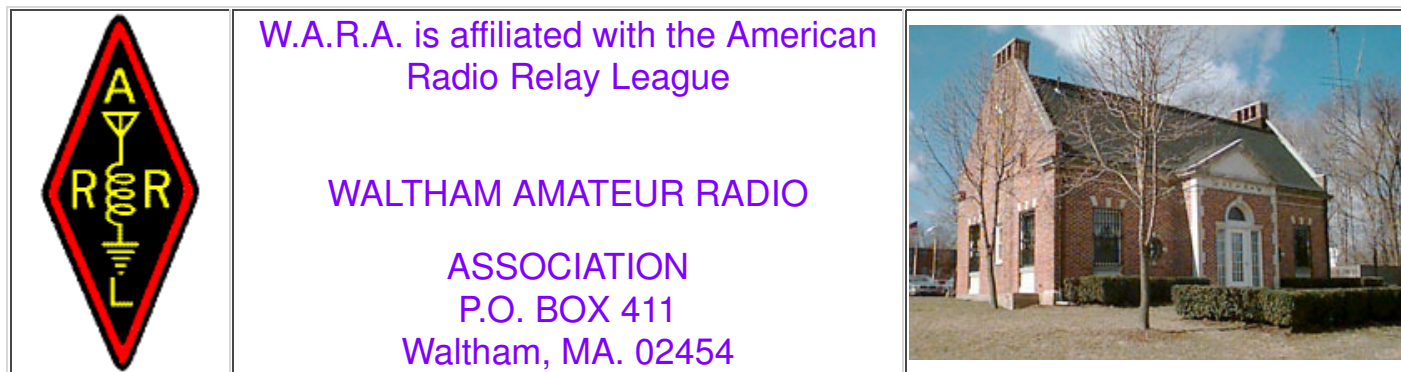 A
R R
L
W.A.R.A. is affiliated with the American
Radio Relay League
WALTHAM AMATEUR RADIO
ASSOCIATION
P.O. BOX 411
Waltham, MA. 02454